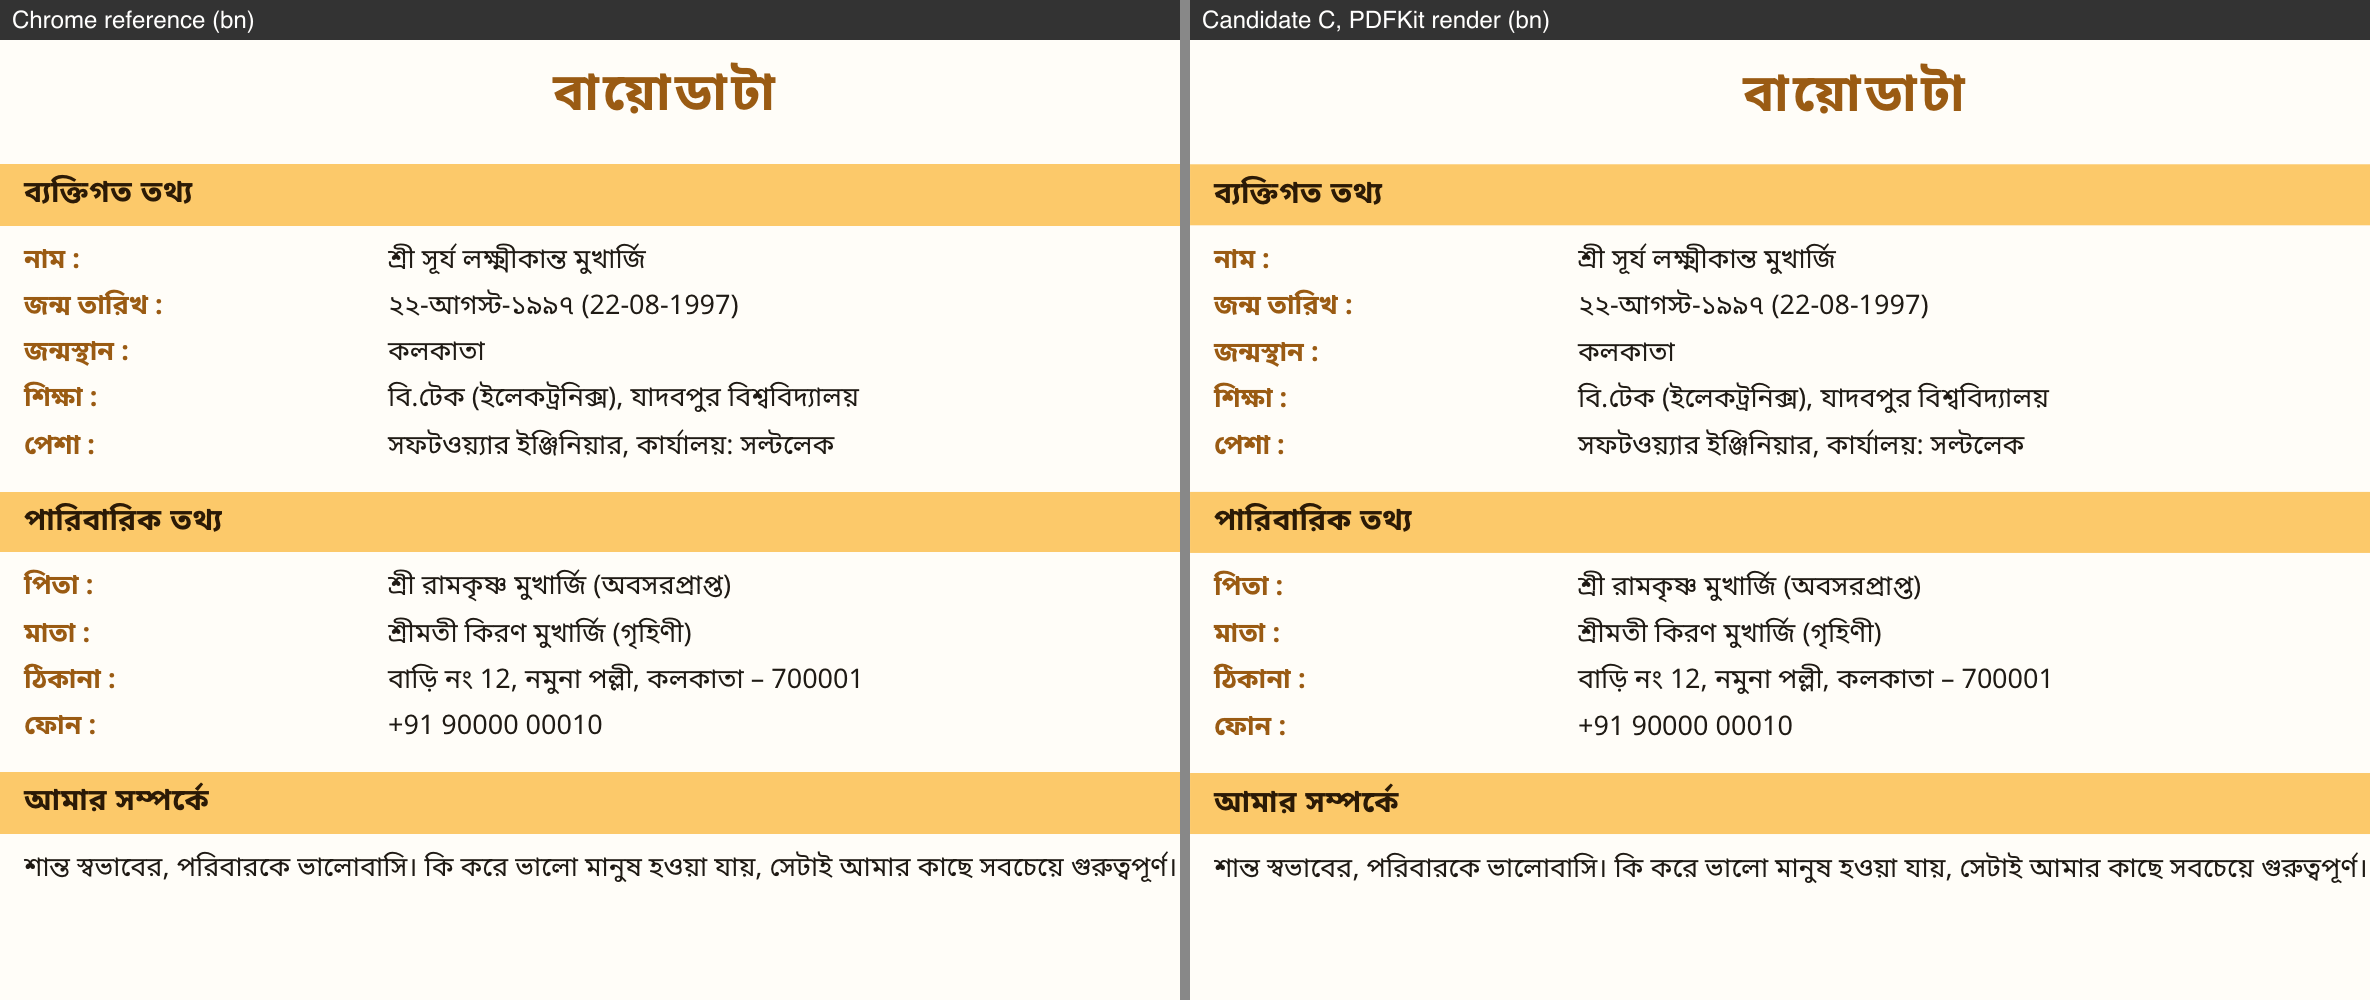 Chrome reference (bn)
বায়োডাটা
ব্যক্তিগত তথ্য
নাম : শ্রী সূর্য লক্ষ্মীকান্ত মুখার্জি
জন্ম তারিখ : ২২-আগস্ট-১৯৯৭ (22-08-1997)
জন্মস্থান : কলকাতা
শিক্ষা : বি.টেক (ইলেকট্রনিক্স), যাদবপুর বিশ্ববিদ্যালয়
পেশা : সফটওয়্যার ইঞ্জিনিয়ার, কার্যালয়: সল্টলেক
পারিবারিক তথ্য
পিতা : শ্রী রামকৃষ্ণ মুখার্জি (অবসরপ্রাপ্ত)
মাতা : শ্রীমতী কিরণ মুখার্জি (গৃহিণী)
ঠিকানা : বাড়ি নং 12, নমুনা পল্লী, কলকাতা – 700001
ফোন : +91 90000 00010
আমার সম্পর্কে
শান্ত স্বভাবের, পরিবারকে ভালোবাসি। কি করে ভালো মানুষ হওয়া যায়, সেটাই আমার কাছে সবচেয়ে গুরুত্বপূর্ণ।
Candidate C, PDFKit render (bn)
বায়োডাটা
ব্যক্তিগত তথ্য
নাম : শ্রী সূর্য লক্ষ্মীকান্ত মুখার্জি
জন্ম তারিখ : ২২-আগস্ট-১৯৯৭ (22-08-1997)
জন্মস্থান : কলকাতা
শিক্ষা : বি.টেক (ইলেকট্রনিক্স), যাদবপুর বিশ্ববিদ্যালয়
পেশা : সফটওয়্যার ইঞ্জিনিয়ার, কার্যালয়: সল্টলেক
পারিবারিক তথ্য
পিতা : শ্রী রামকৃষ্ণ মুখার্জি (অবসরপ্রাপ্ত)
মাতা : শ্রীমতী কিরণ মুখার্জি (গৃহিণী)
ঠিকানা : বাড়ি নং 12, নমুনা পল্লী, কলকাতা – 700001
ফোন : +91 90000 00010
আমার সম্পর্কে
শান্ত স্বভাবের, পরিবারকে ভালোবাসি। কি করে ভালো মানুষ হওয়া যায়, সেটাই আমার কাছে সবচেয়ে গুরুত্বপূর্ণ।